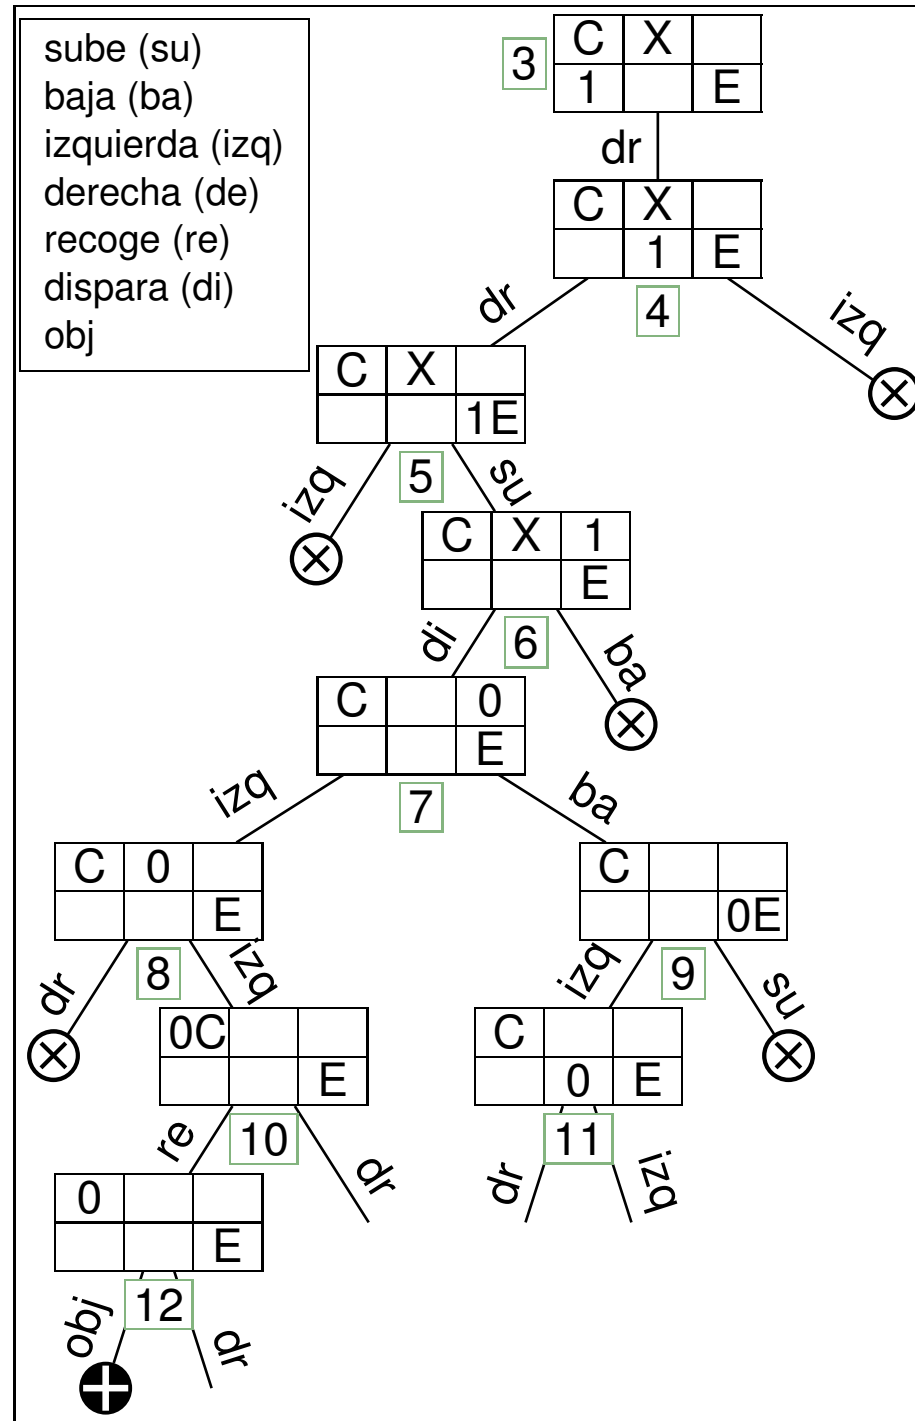 sube (su)
baja (ba)
izquierda (izq)
derecha (de)
recoge (re)
dispara (di)
obj
3
C X
1 E
dr
C X
1 E
dr
4
izq
C X
1E
izq
5
su
C X 1
E
di
6
ba
C 0
E
izq
7
ba
C 0
E
C
0E
dr
8
izq
izq
9
su
0C
E
C
0 E
re
10
dr
dr
11
izq
0
E
obj
12
dr